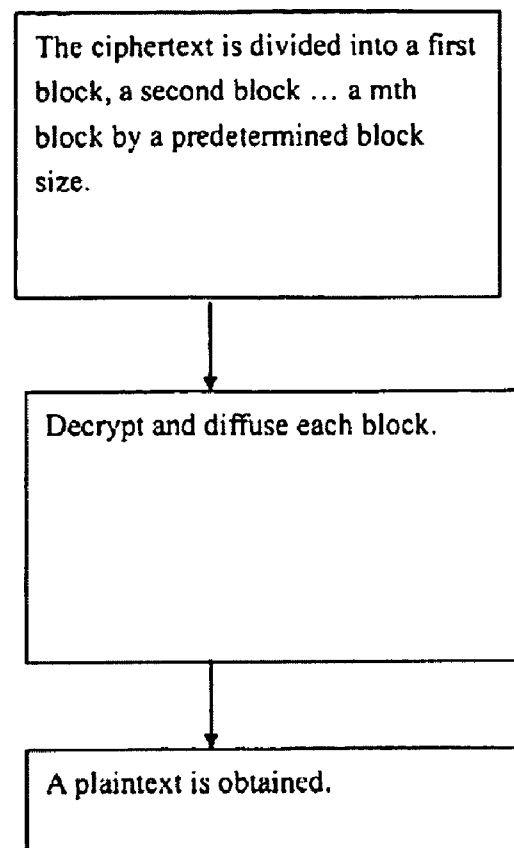 The ciphertext is divided into a first
block, a second block ... a mth
block by a predetermined block
size.
Decrypt and diffuse each block.
A plaintext is obtained.